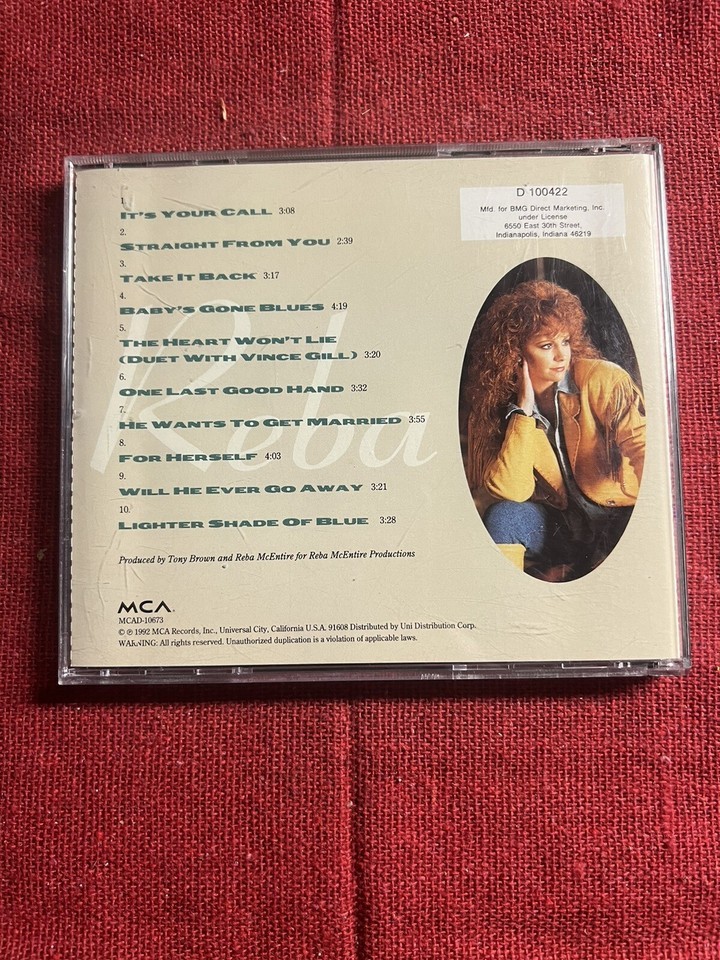 1.
IT'S YOUR CALL 3:08
2.
STRAIGHT FROM YOU 2:39
3.
TAKE IT BACK 3:17
4.
BABY'S GONE BLUES 4:19
5.
THE HEART WON'T LIE
(DUET WITH VINCE GILL) 3:20
6.
ONE LAST GOOD HAND 3:32
7.
HE WANTS TO GET MARRIED 3:55
8.
FOR HERSELF 4:03
9.
WILL HE EVER GO AWAY 3:21
10.
LIGHTER SHADE OF BLUE 3:28
Reba
Produced by Tony Brown and Reba McEntire for Reba McEntire Productions
MCA
MCAD-10673
© ℗ 1992 MCA Records, Inc., Universal City, California U.S.A. 91608 Distributed by Uni Distribution Corp.
WARNING: All rights reserved. Unauthorized duplication is a violation of applicable laws.
D 100422
Mfd. for BMG Direct Marketing, Inc.
under License
6550 East 30th Street,
Indianapolis, Indiana 46219